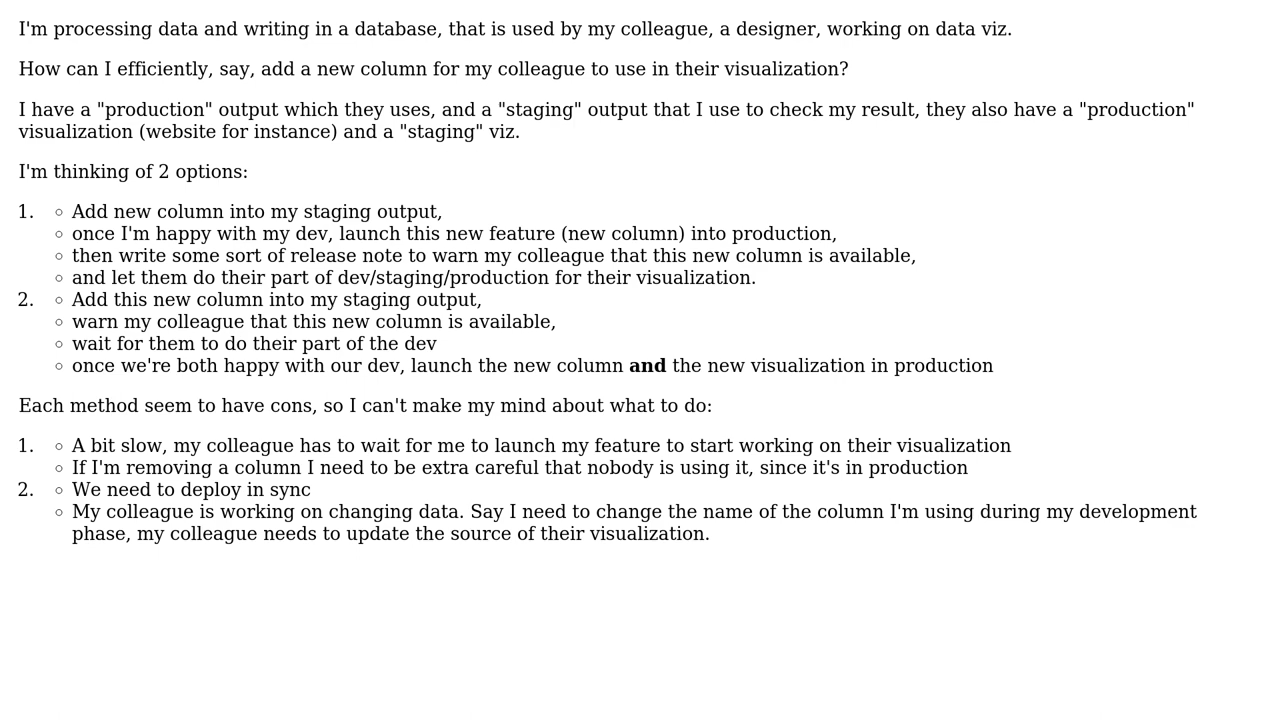 I'm processing data and writing in a database, that is used by my colleague, a designer, working on data viz.
How can I efficiently, say, add a new column for my colleague to use in their visualization?
I have a "production" output which they uses, and a "staging" output that I use to check my result, they also have a "production"
visualization (website for instance) and a "staging" viz.
I'm thinking of 2 options:
1. ○ Add new column into my staging output,
○ once I'm happy with my dev, launch this new feature (new column) into production,
○ then write some sort of release note to warn my colleague that this new column is available,
○ and let them do their part of dev/staging/production for their visualization.
2. ○ Add this new column into my staging output,
○ warn my colleague that this new column is available,
○ wait for them to do their part of the dev
○ once we're both happy with our dev, launch the new column and the new visualization in production
Each method seem to have cons, so I can't make my mind about what to do:
1. ○ A bit slow, my colleague has to wait for me to launch my feature to start working on their visualization
○ If I'm removing a column I need to be extra careful that nobody is using it, since it's in production
2. ○ We need to deploy in sync
○ My colleague is working on changing data. Say I need to change the name of the column I'm using during my development
phase, my colleague needs to update the source of their visualization.